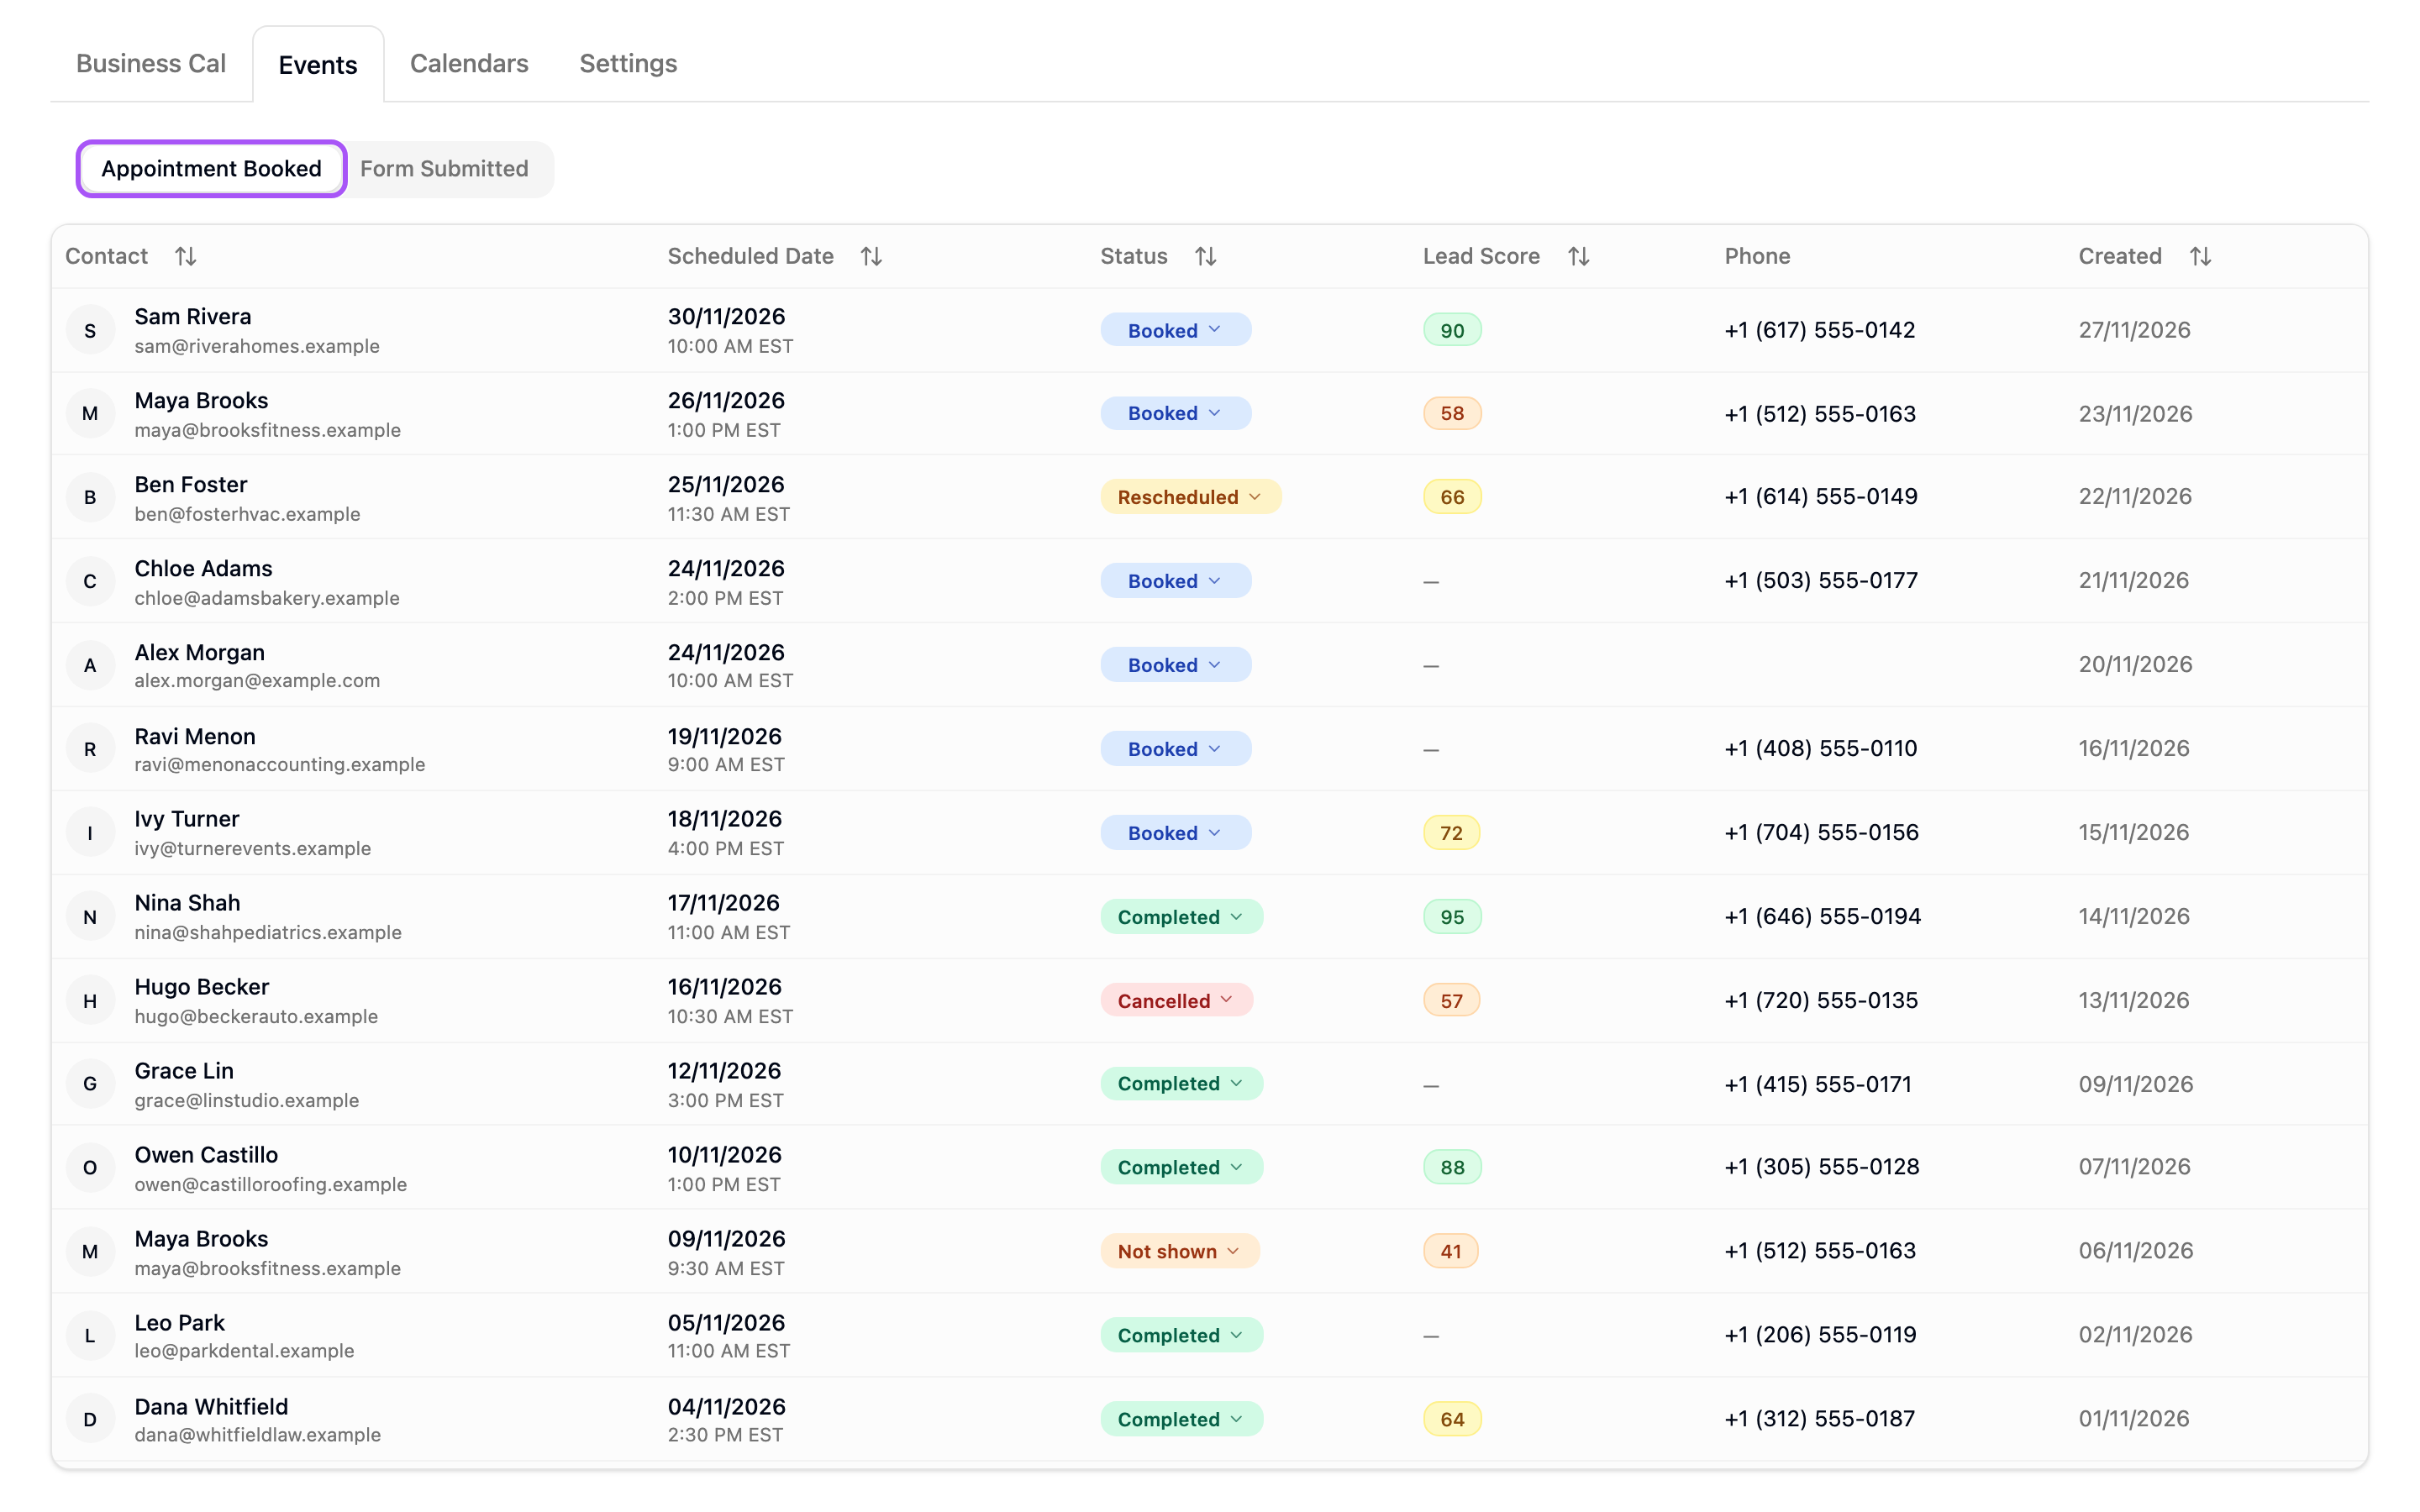 Business Cal Events Calendars Settings
Appointment Booked Form Submitted
Contact Scheduled Date Status Lead Score Phone Created
S Sam Rivera 30/11/2026 Booked 90 +1 (617) 555-0142 27/11/2026
sam@riverahomes.example 10:00 AM EST
M Maya Brooks 26/11/2026 Booked 58 +1 (512) 555-0163 23/11/2026
maya@brooksfitness.example 1:00 PM EST
B Ben Foster 25/11/2026 Rescheduled 66 +1 (614) 555-0149 22/11/2026
ben@fosterhvac.example 11:30 AM EST
C Chloe Adams 24/11/2026 Booked – +1 (503) 555-0177 21/11/2026
chloe@adamsbakery.example 2:00 PM EST
A Alex Morgan 24/11/2026 Booked – 20/11/2026
alex.morgan@example.com 10:00 AM EST
R Ravi Menon 19/11/2026 Booked – +1 (408) 555-0110 16/11/2026
ravi@menonaccounting.example 9:00 AM EST
I Ivy Turner 18/11/2026 Booked 72 +1 (704) 555-0156 15/11/2026
ivy@turnerevents.example 4:00 PM EST
N Nina Shah 17/11/2026 Completed 95 +1 (646) 555-0194 14/11/2026
nina@shahpediatrics.example 11:00 AM EST
H Hugo Becker 16/11/2026 Cancelled 57 +1 (720) 555-0135 13/11/2026
hugo@beckerauto.example 10:30 AM EST
G Grace Lin 12/11/2026 Completed – +1 (415) 555-0171 09/11/2026
grace@linstudio.example 3:00 PM EST
O Owen Castillo 10/11/2026 Completed 88 +1 (305) 555-0128 07/11/2026
owen@castilloroofing.example 1:00 PM EST
M Maya Brooks 09/11/2026 Not shown 41 +1 (512) 555-0163 06/11/2026
maya@brooksfitness.example 9:30 AM EST
L Leo Park 05/11/2026 Completed – +1 (206) 555-0119 02/11/2026
leo@parkdental.example 11:00 AM EST
D Dana Whitfield 04/11/2026 Completed 64 +1 (312) 555-0187 01/11/2026
dana@whitfieldlaw.example 2:30 PM EST